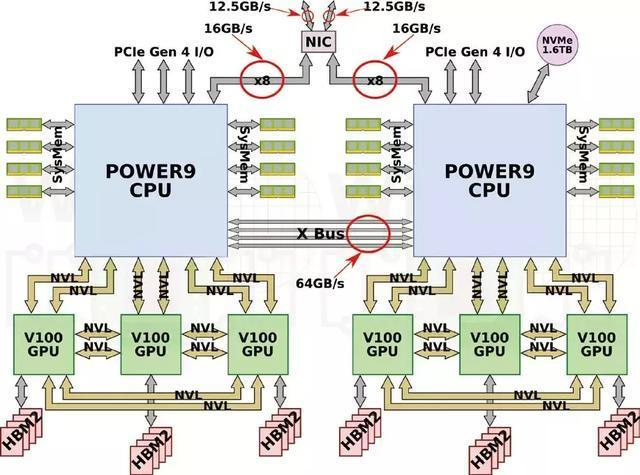 12.5GB/s
12.5GB/s
16GB/s
NIC
16GB/s
NVMe
1.6TB
PCIe Gen 4 I/O
PCIe Gen 4 I/O
x8
x8
SysMem
SysMem
SysMem
SysMem
POWER9
CPU
POWER9
CPU
X Bus
64GB/s
NVL
NVL
NVL
NVL
NVL
NVL
NVL
NVL
NVL
NVL
NVL
NVL
V100
GPU
NVL
NVL
V100
GPU
NVL
NVL
V100
GPU
V100
GPU
NVL
NVL
V100
GPU
NVL
NVL
V100
GPU
NVL
NVL
NVL
NVL
HBM2
HBM2
HBM2
HBM2
HBM2
HBM2